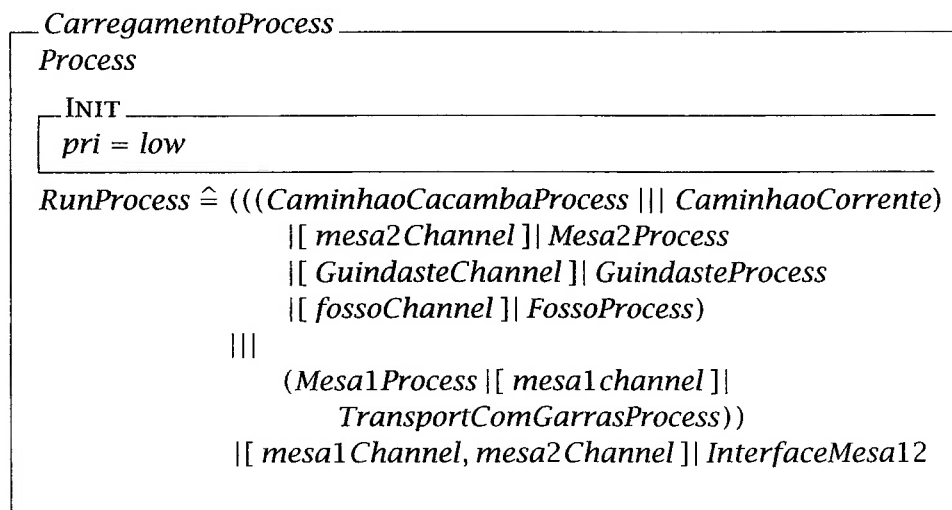 CarregamentoProcess
Process
INIT
pri = low
RunProcess ≙ (((CaminhaoCacambaProcess ||| CaminhaoCorrente)
|[ mesa2Channel ]| Mesa2Process
|[ GuindasteChannel ]| GuindasteProcess
|[ fossoChannel ]| FossoProcess)
|||
(Mesa1Process |[ mesa1channel ]|
TransportComGarrasProcess))
|[ mesa1Channel, mesa2Channel ]| InterfaceMesa12